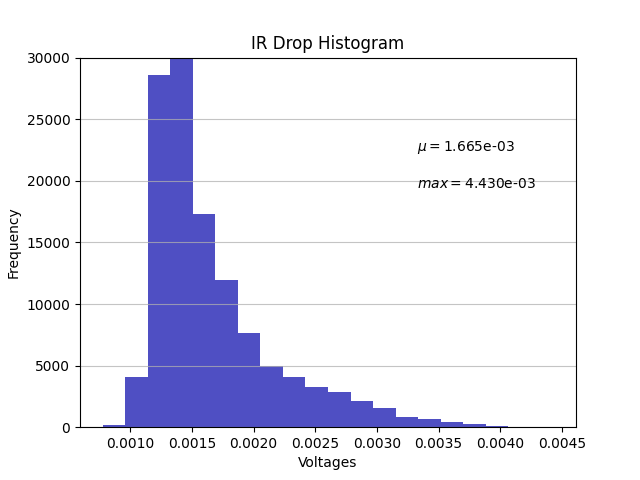 IR Drop Histogram
30000
25000
20000
15000
10000
5000
0
Frequency
μ = 1.665e-03
max = 4.430e-03
0.0010 0.0015 0.0020 0.0025 0.0030 0.0035 0.0040 0.0045
Voltages